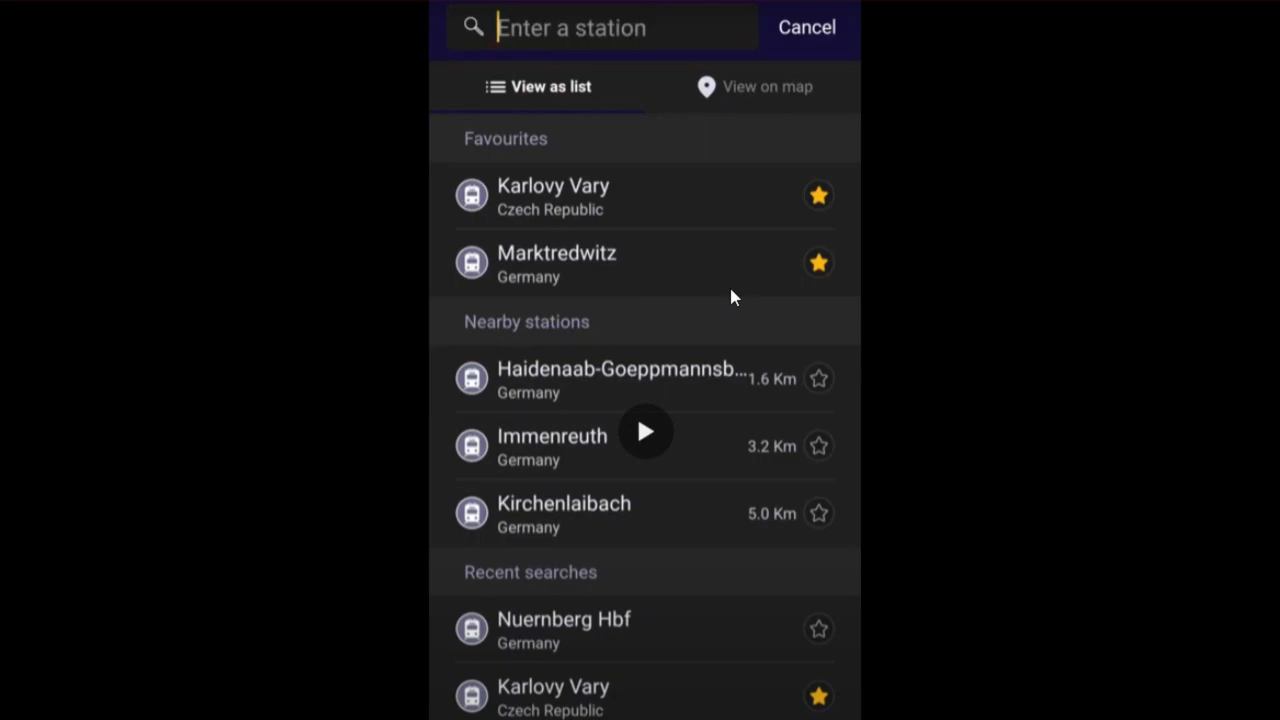 Enter a station
Cancel
View as list
View on map
Favourites
Karlovy Vary
Czech Republic
Marktredwitz
Germany
Nearby stations
Haidenaab-Goeppmannsb... 1.6 Km
Germany
Immenreuth
3.2 Km
Germany
Kirchenlaibach
5.0 Km
Germany
Recent searches
Nuernberg Hbf
Germany
Karlovy Vary
Czech Republic